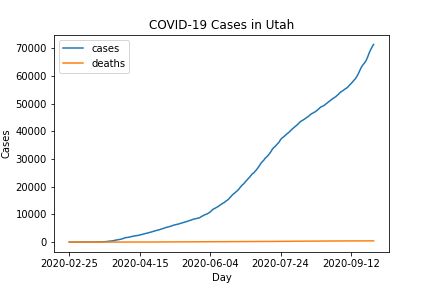 COVID-19 Cases in Utah
cases
deaths
70000
60000
50000
40000
30000
20000
10000
0
Cases
2020-02-25 2020-04-15 2020-06-04 2020-07-24 2020-09-12
Day